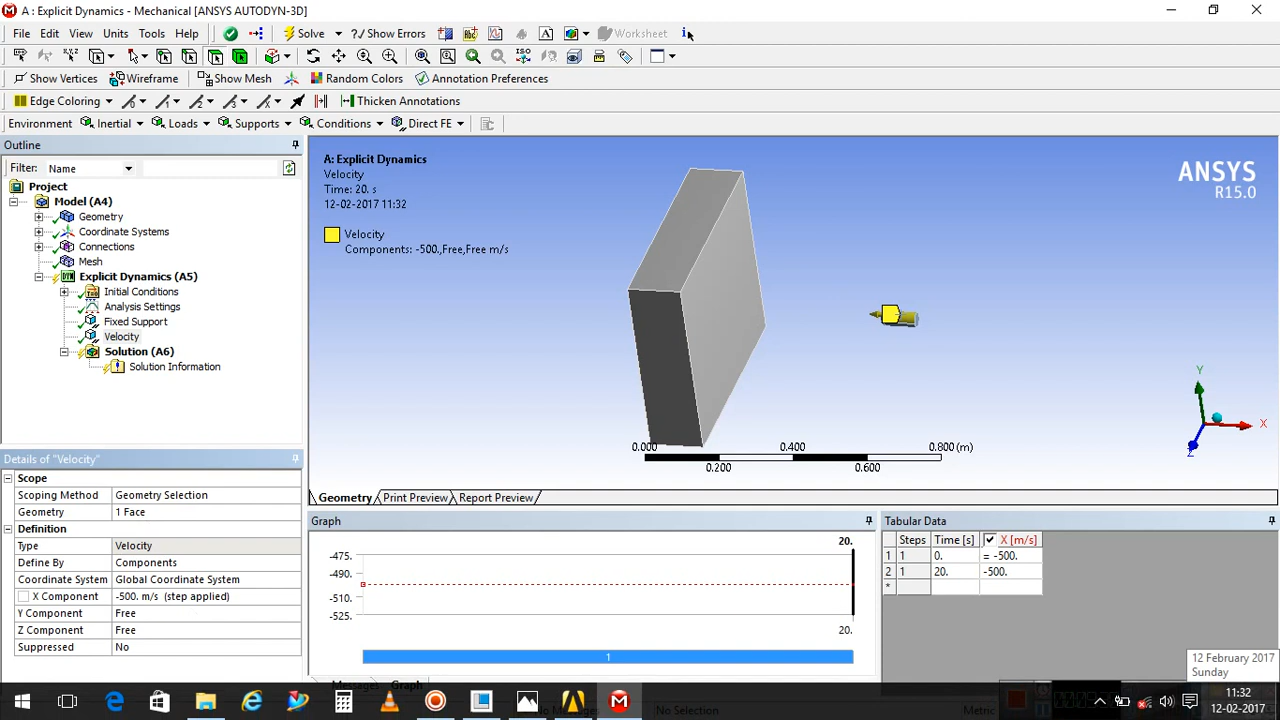 A : Explicit Dynamics - Mechanical [ANSYS AUTODYN-3D]
File Edit View Units Tools Help Solve Show Errors A Worksheet i
Show Vertices Wireframe Show Mesh Random Colors Annotation Preferences
Edge Coloring Thicken Annotations
Environment Inertial Loads Supports Conditions Direct FE
Outline
Filter: Name
Project
Model (A4)
Geometry
Coordinate Systems
Connections
Mesh
Explicit Dynamics (A5)
Initial Conditions
Analysis Settings
Fixed Support
Velocity
Solution (A6)
Solution Information
Details of "Velocity"
Scope
Scoping Method Geometry Selection
Geometry 1 Face
Definition
Type Velocity
Define By Components
Coordinate System Global Coordinate System
X Component -500. m/s (step applied)
Y Component Free
Z Component Free
Suppressed No
A: Explicit Dynamics
Velocity
Time: 20. s
12-02-2017 11:32
Velocity
Components: -500.,Free,Free m/s
ANSYS
R15.0
Y
X
Z
0.000 0.400 0.800 (m)
0.200 0.600
Geometry Print Preview Report Preview
Graph
20.
-475.
-490.
-510.
-525.
20.
1
Messages Graph
Tabular Data
Steps Time [s] X [m/s]
1 1 0. = -500.
2 1 20. -500.
*
12 February 2017
Sunday
No Selection
Metric
11:32
12-02-2017